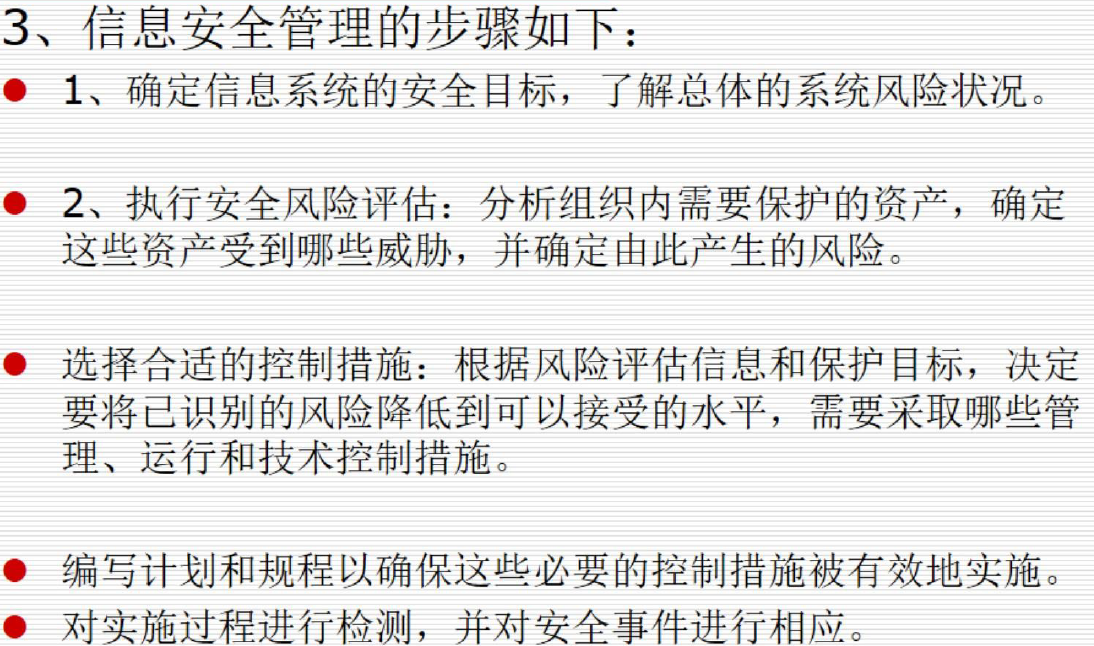 3、信息安全管理的步骤如下：
● 1、确定信息系统的安全目标，了解总体的系统风险状况。
● 2、执行安全风险评估：分析组织内需要保护的资产，确定
这些资产受到哪些威胁，并确定由此产生的风险。
● 选择合适的控制措施：根据风险评估信息和保护目标，决定
要将已识别的风险降低到可以接受的水平，需要采取哪些管
理、运行和技术控制措施。
● 编写计划和规程以确保这些必要的控制措施被有效地实施。
● 对实施过程进行检测，并对安全事件进行相应。